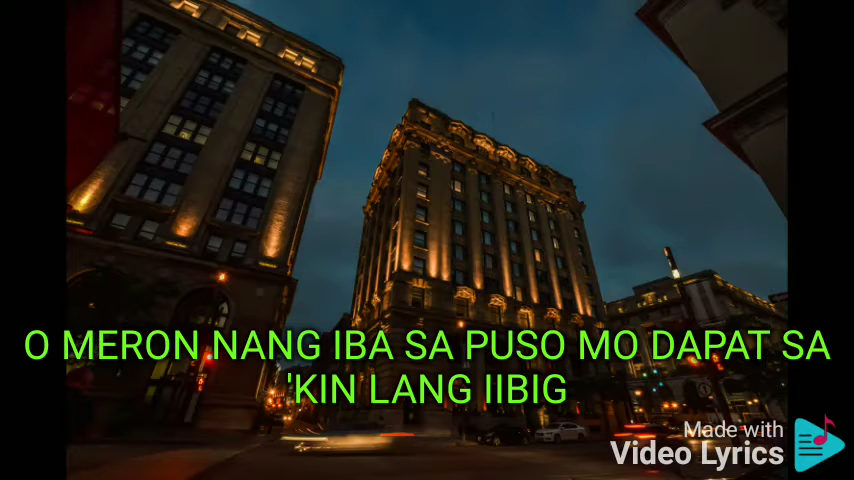 O MERON NANG IBA SA PUSO MO DAPAT SA
'KIN LANG IIBIG
Made with
Video Lyrics